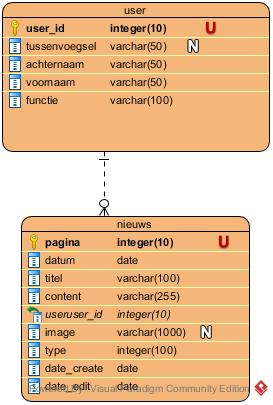 user
user_id integer(10) U
tussenvoegsel varchar(50) N
achternaam varchar(50)
voornaam varchar(50)
functie varchar(100)
nieuws
pagina integer(10) U
datum date
titel varchar(100)
content varchar(255)
useruser_id integer(10)
image varchar(1000) N
type integer(100)
date_create date
date_edit date
Powered By Visual Paradigm Community Edition